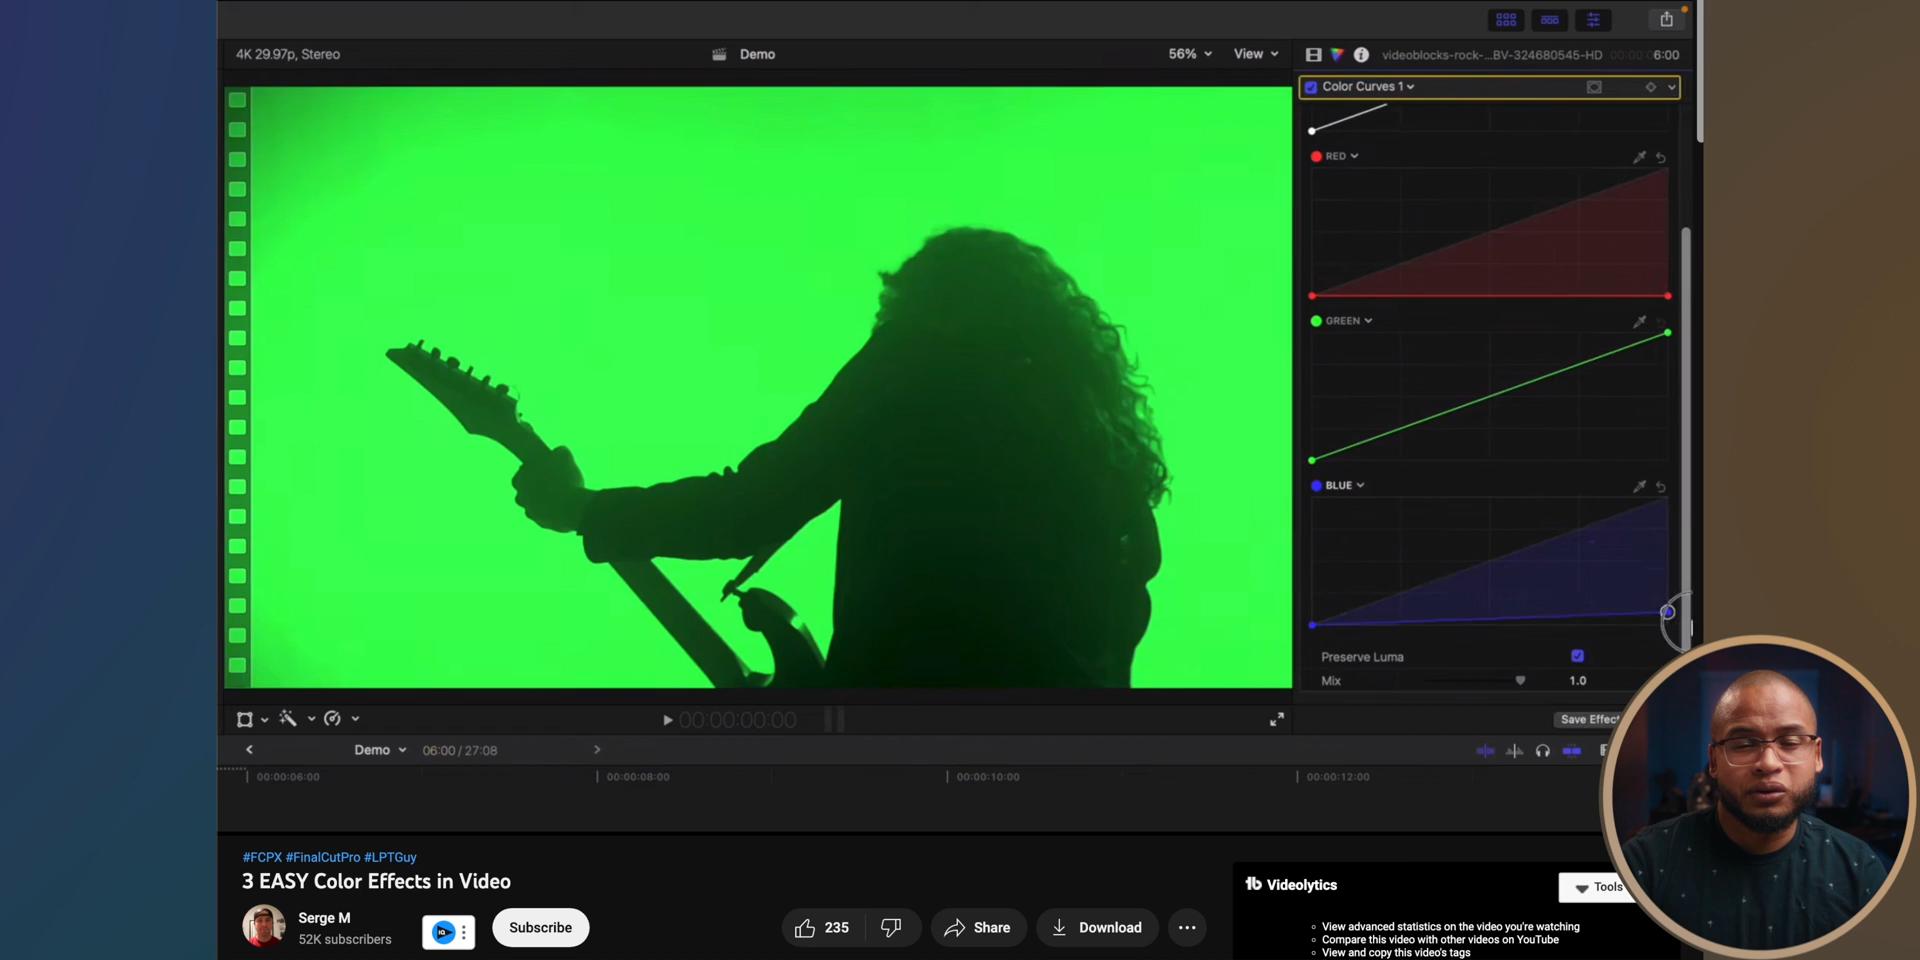 4K 29.97p, Stereo
Demo
56%
View
videoblocks-rock-...BV-324680545-HD
6:00
Color Curves 1
RED
GREEN
BLUE
Preserve Luma
Mix
1.0
00:00:00:00
Save Effect
Demo
06:00 / 27:08
00:00:06:00
00:00:08:00
00:00:10:00
00:00:12:00
#FCPX #FinalCutPro #LPTGuy
3 EASY Color Effects in Video
Serge M
52K subscribers
Subscribe
235
Share
Download
Videolytics
Tools
View advanced statistics on the video you're watching
Compare this video with other videos on YouTube
View and copy this video's tags